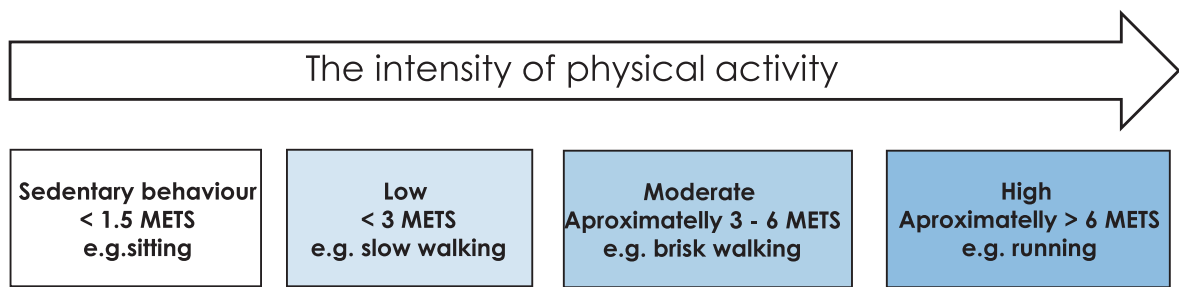 The intensity of physical activity
Sedentary behaviour
< 1.5 METS
e.g.sitting
Low
< 3 METS
e.g. slow walking
Moderate
Aproximatelly 3 - 6 METS
e.g. brisk walking
High
Aproximatelly > 6 METS
e.g. running